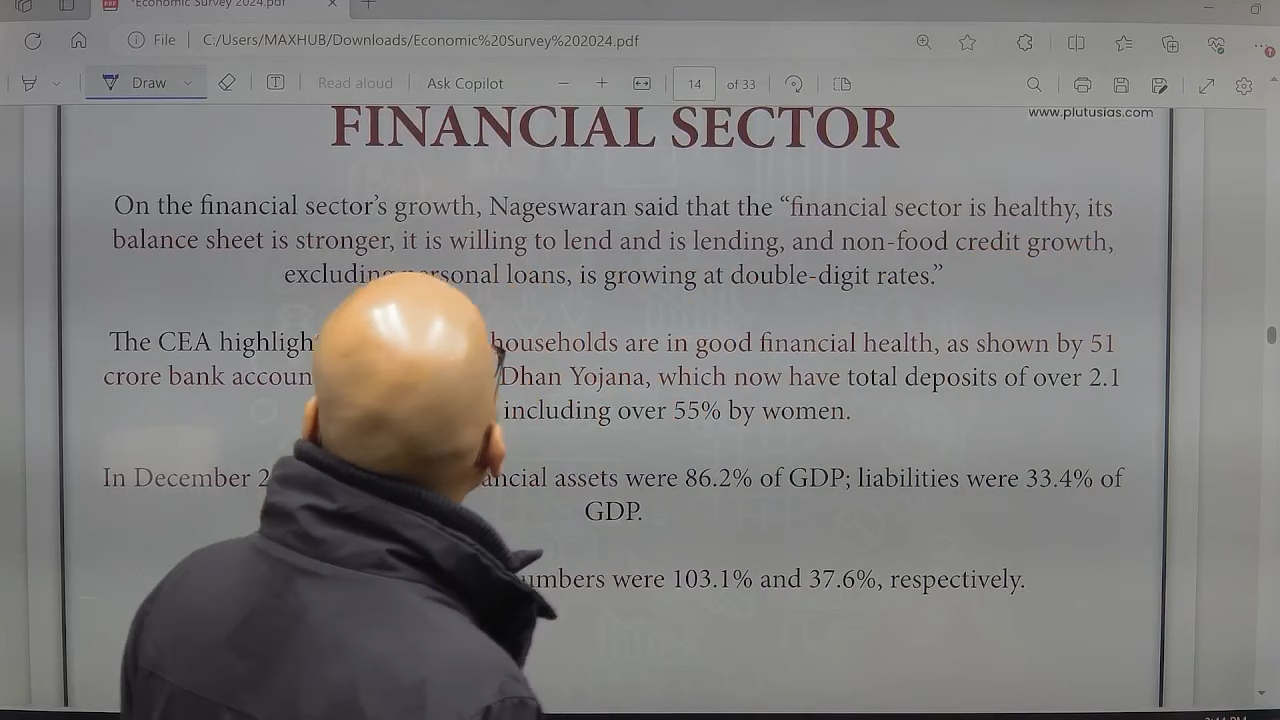 *Economic Survey 2024.pdf
File
C:/Users/MAXHUB/Downloads/Economic%20Survey%202024.pdf
Draw
Read aloud
Ask Copilot
14
of 33
www.plutusias.com
FINANCIAL SECTOR
On the financial sector's growth, Nageswaran said that the “financial sector is healthy, its
balance sheet is stronger, it is willing to lend and is lending, and non-food credit growth,
excluding personal loans, is growing at double-digit rates.”
The CEA highlight households are in good financial health, as shown by 51
crore bank accoun Dhan Yojana, which now have total deposits of over 2.1
including over 55% by women.
In December 2 ancial assets were 86.2% of GDP; liabilities were 33.4% of
GDP.
umbers were 103.1% and 37.6%, respectively.